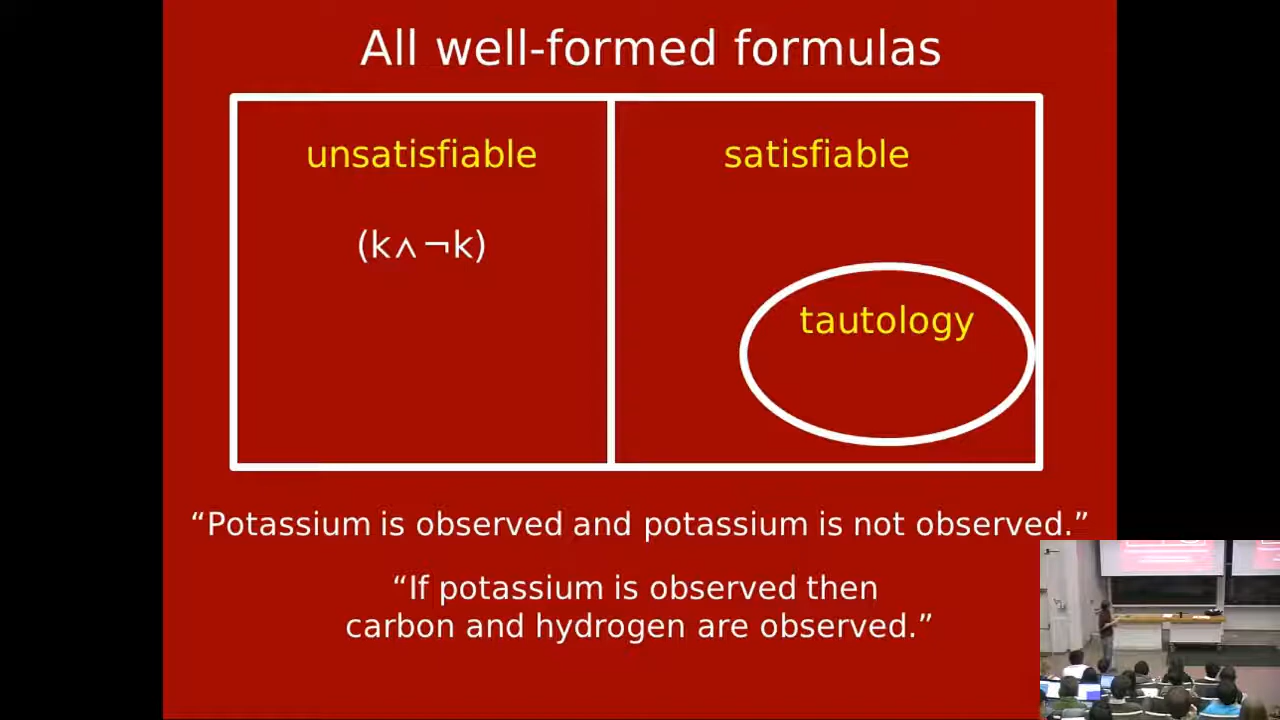 All well-formed formulas
unsatisfiable
satisfiable
(k∧¬k)
tautology
“Potassium is observed and potassium is not observed.”
“If potassium is observed then
carbon and hydrogen are observed.”